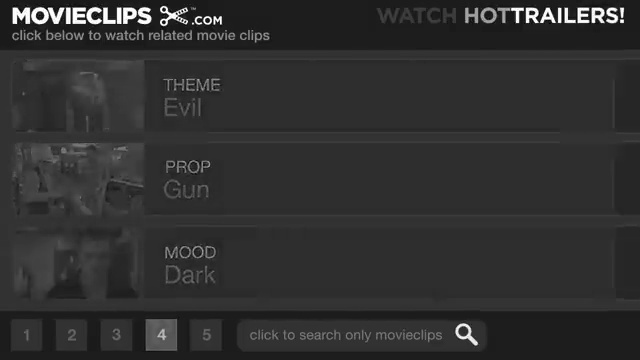 MOVIECLIPS .COM™
WATCH HOTTRAILERS!
click below to watch related movie clips
THEME
Evil
PROP
Gun
MOOD
Dark
1 2 3 4 5
click to search only movieclips